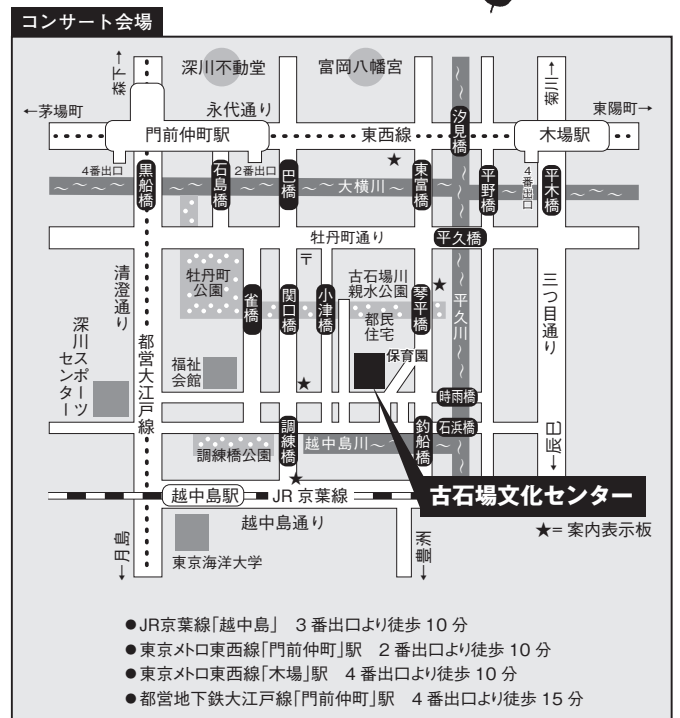 コンサート会場
森下→
深川不動堂
富岡八幡宮
菊川→
←茅場町
永代通り
汐見橋
東陽町→
門前仲町駅
東西線
木場駅
4番出口
黒船橋
石島橋
2番出口
巴橋
★
大横川
東富橋
平野橋
4番出口
平木橋
牡丹町通り
平久橋
清澄通り
牡丹町公園
〒
古石場川親水公園
★
三つ目通り
雀橋
関口橋
小津橋
琴平橋
平久川
都民住宅
深川スポーツセンター
都営大江戸線
福祉会館
★
保育園
時雨橋
調練橋
釣船橋
石浜橋
調練橋公園
越中島川
←辰巳
★
越中島駅
JR 京葉線
古石場文化センター
越中島通り
★=案内表示板
←月島
東京海洋大学
←豊洲
●JR京葉線「越中島」 3番出口より徒歩10分
●東京メトロ東西線「門前仲町」駅 2番出口より徒歩10分
●東京メトロ東西線「木場」駅 4番出口より徒歩10分
●都営地下鉄大江戸線「門前仲町」駅 4番出口より徒歩15分